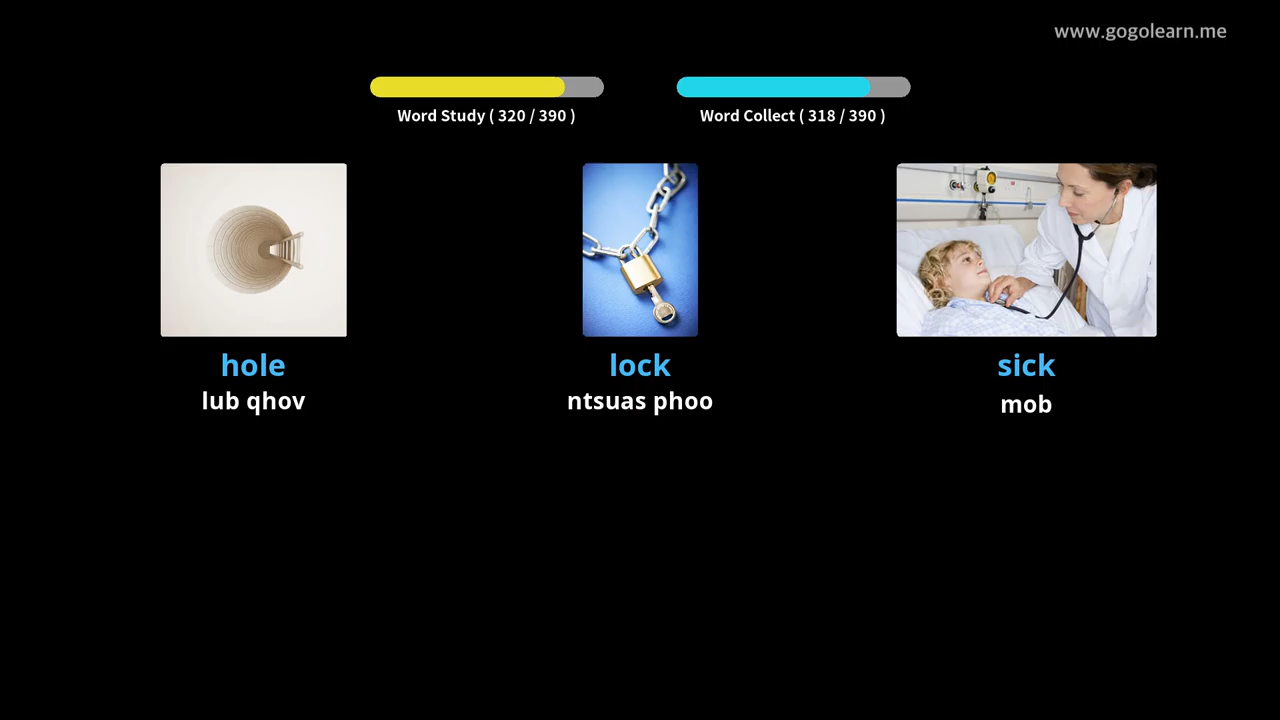 www.gogolearn.me
Word Study ( 320 / 390 )
Word Collect ( 318 / 390 )
hole
lub qhov
lock
ntsuas phoo
sick
mob